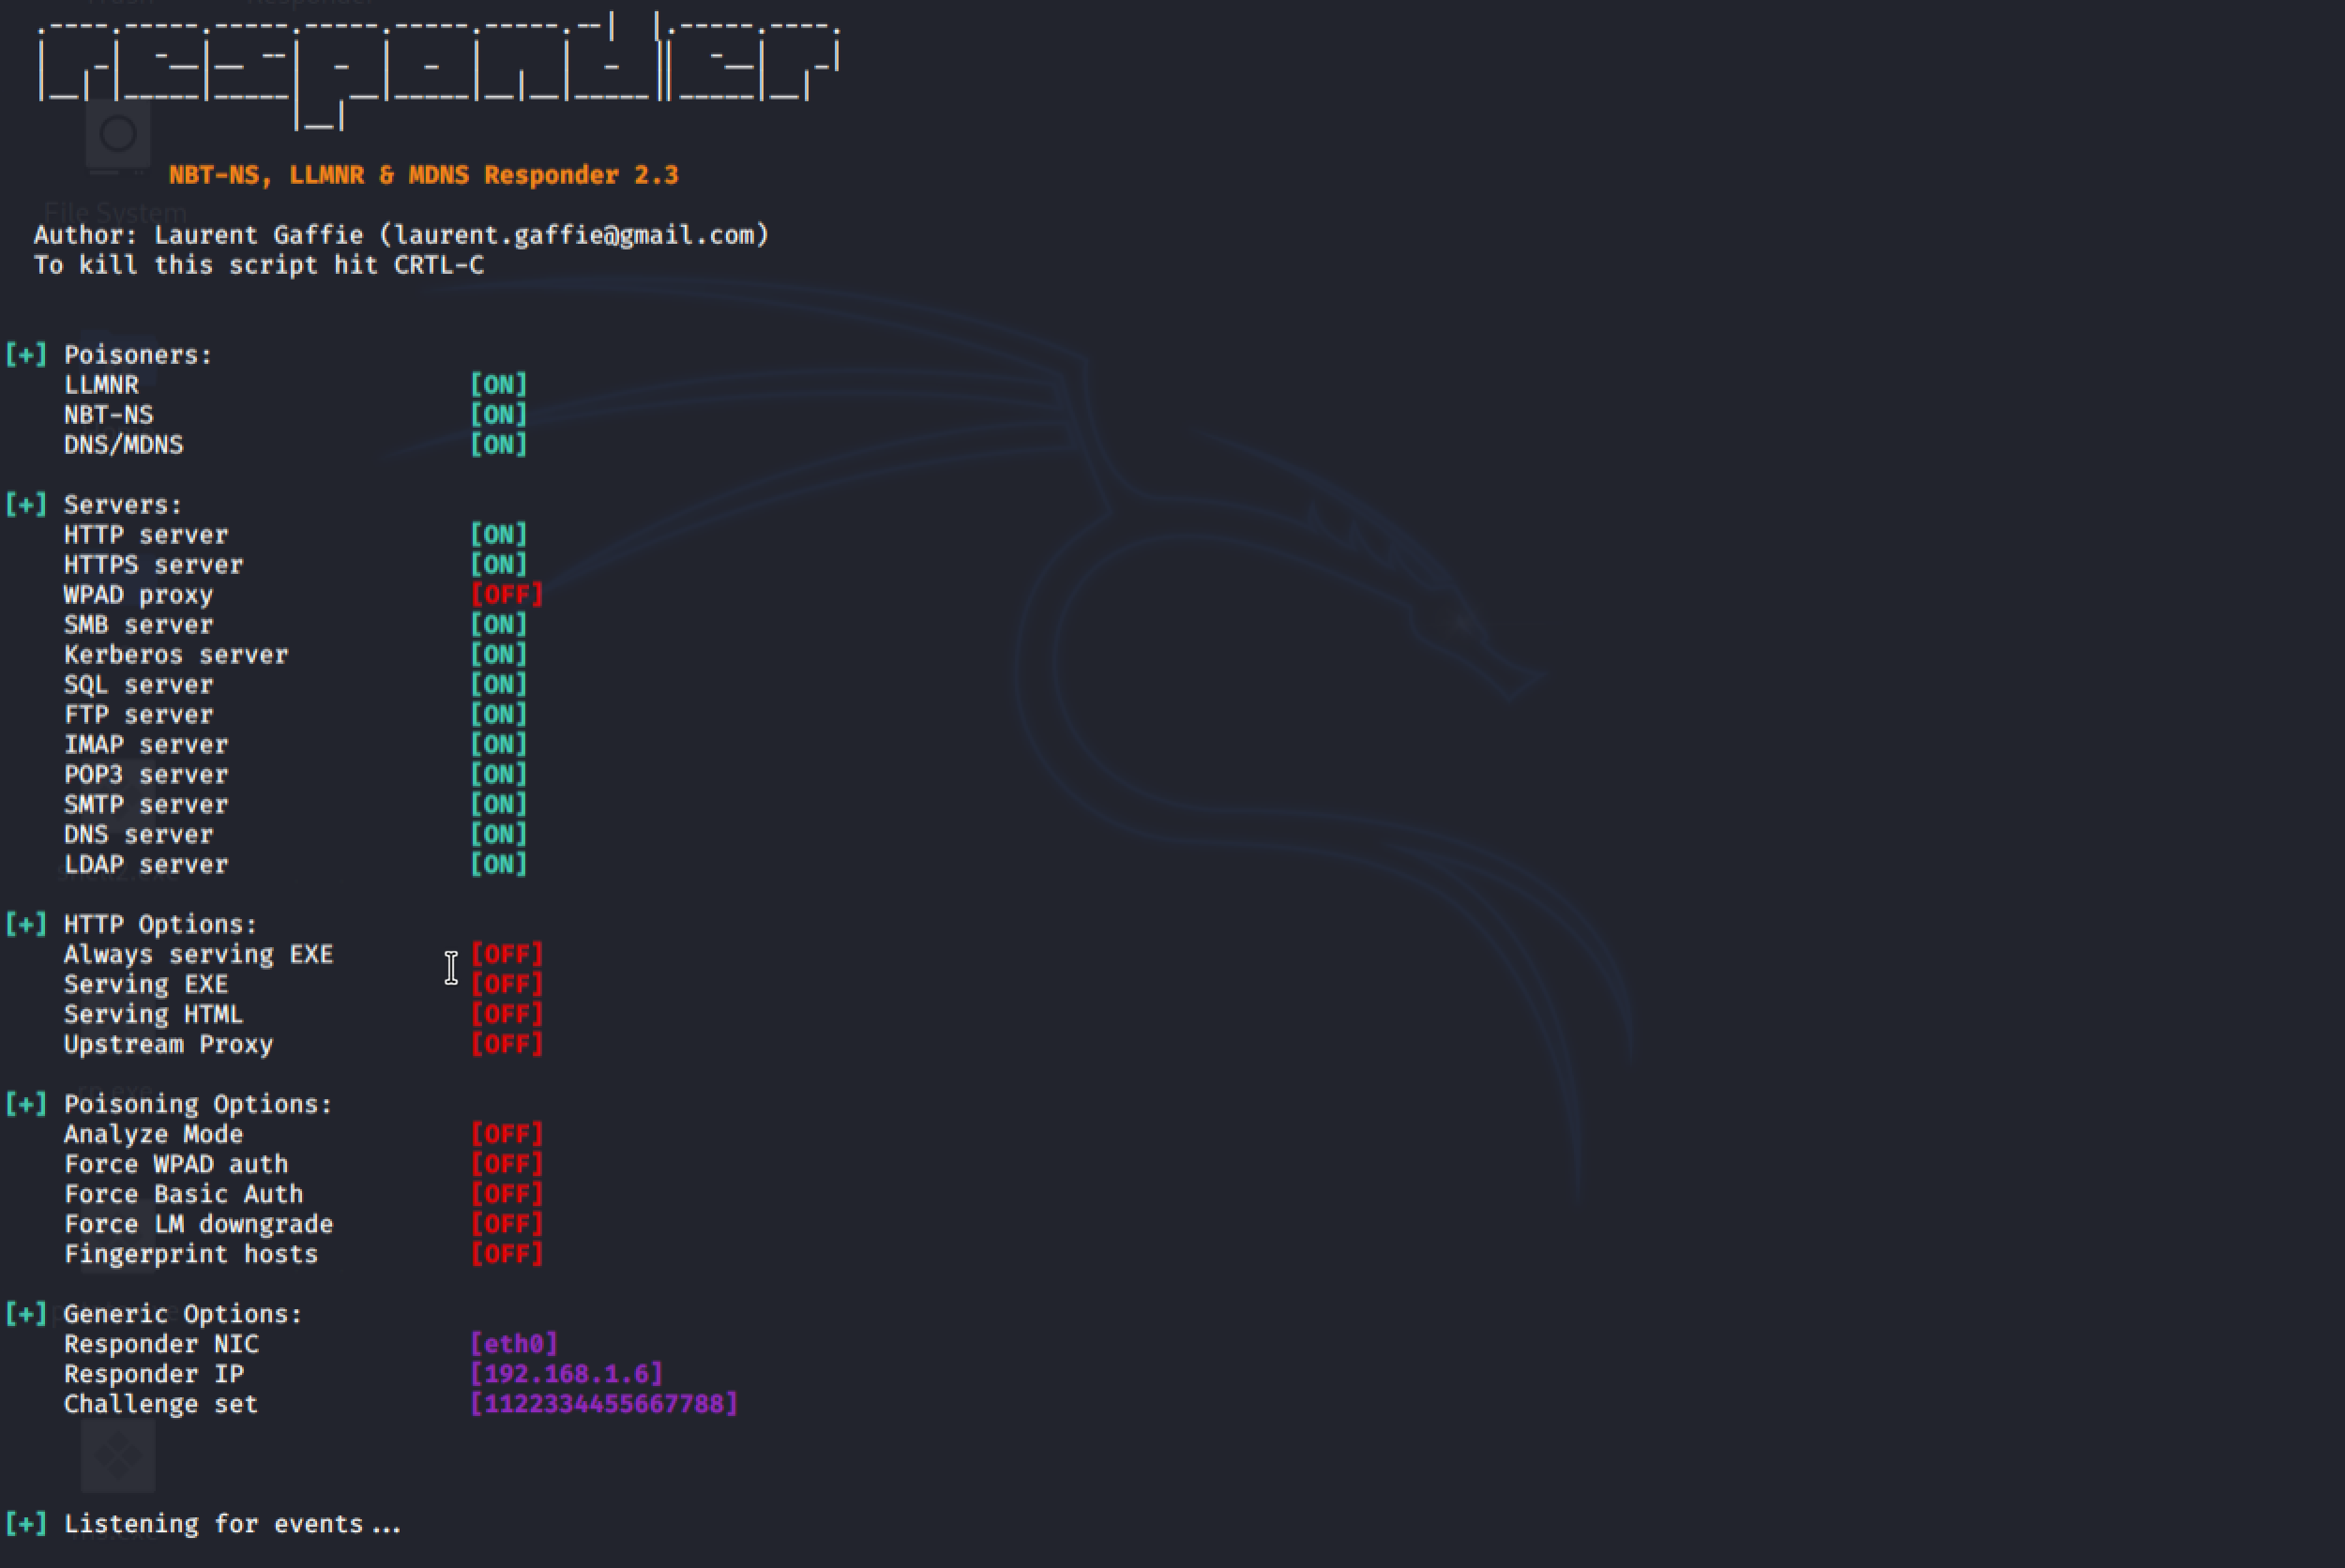 responder
NBT-NS, LLMNR & MDNS Responder 2.3
Author: Laurent Gaffie (laurent.gaffie@gmail.com)
To kill this script hit CRTL-C
[+] Poisoners:
LLMNR [ON]
NBT-NS [ON]
DNS/MDNS [ON]
[+] Servers:
HTTP server [ON]
HTTPS server [ON]
WPAD proxy [OFF]
SMB server [ON]
Kerberos server [ON]
SQL server [ON]
FTP server [ON]
IMAP server [ON]
POP3 server [ON]
SMTP server [ON]
DNS server [ON]
LDAP server [ON]
[+] HTTP Options:
Always serving EXE [OFF]
Serving EXE [OFF]
Serving HTML [OFF]
Upstream Proxy [OFF]
[+] Poisoning Options:
Analyze Mode [OFF]
Force WPAD auth [OFF]
Force Basic Auth [OFF]
Force LM downgrade [OFF]
Fingerprint hosts [OFF]
[+] Generic Options:
Responder NIC [eth0]
Responder IP [192.168.1.6]
Challenge set [1122334455667788]
[+] Listening for events...
File System